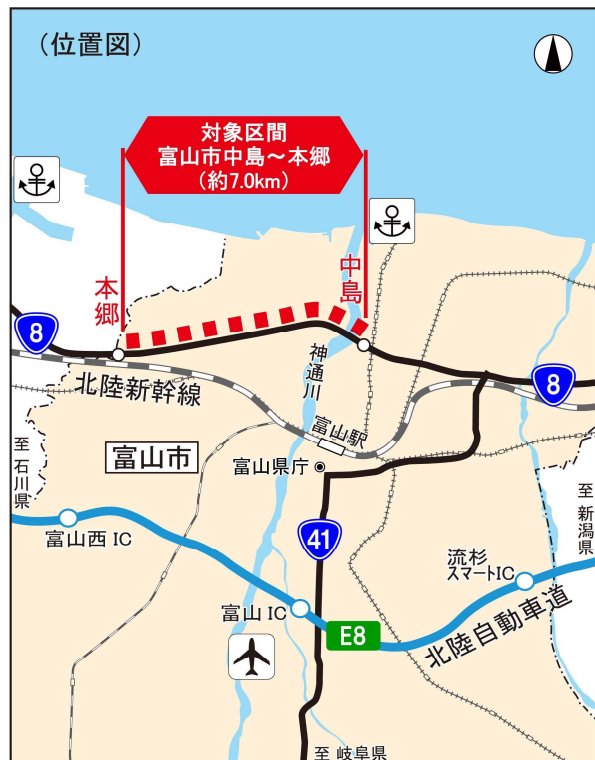 (位置図)
対象区間
富山市中島～本郷
(約7.0km)
本郷
中島
8
北陸新幹線
神通川
8
富山駅
富山市
富山県庁
至 石川県
至 新潟県
富山西 IC
41
流杉
スマートIC
富山 IC
E8
北陸自動車道
至 岐阜県